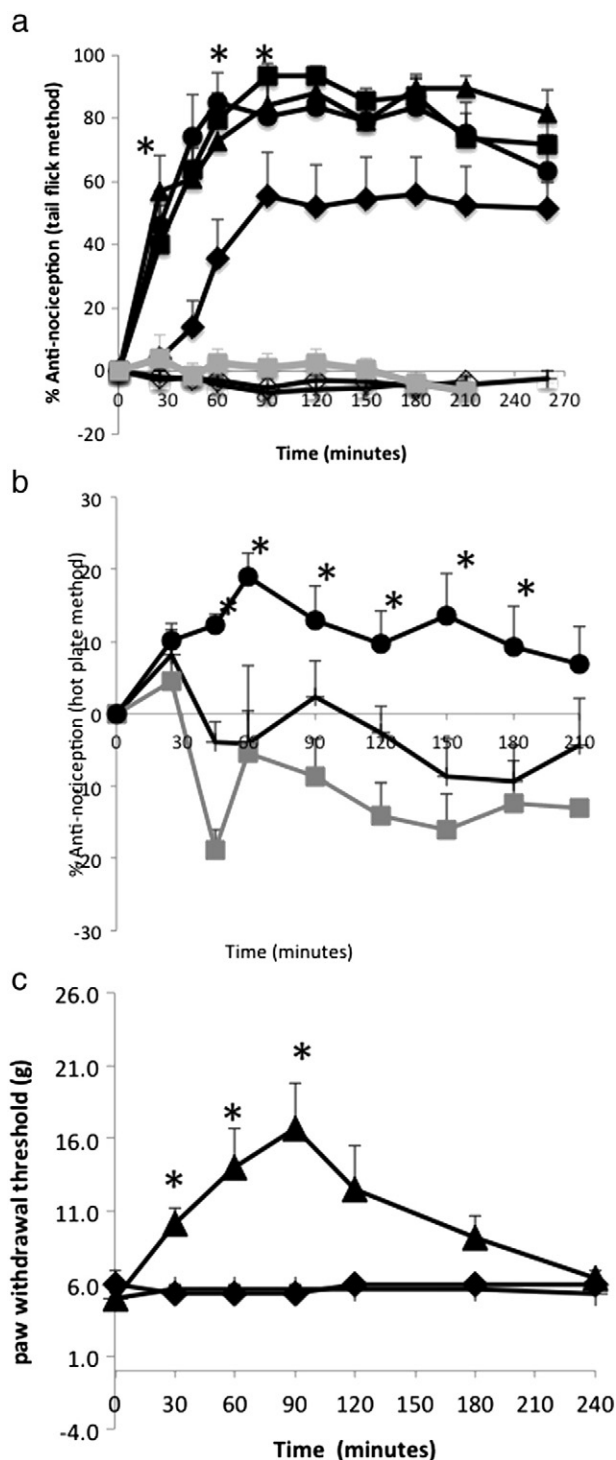 a
% Anti-nociception (tail flick method)
100
80
60
40
20
0
-20
0 30 60 90 120 150 180 210 240 270
Time (minutes)
* * *
b
% Anti-nociception (hot plate method)
30
20
10
0
-10
-20
-30
0 30 60 90 120 150 180 210
Time (minutes)
* * * * * *
c
paw withdrawal threshold (g)
26.0
21.0
16.0
11.0
6.0
1.0
-4.0
0 30 60 90 120 150 180 210 240
Time (minutes)
* * *